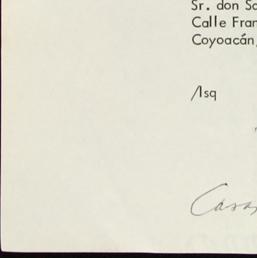 Sr. don Sa
Calle Fran
Coyoacán,
/lsq